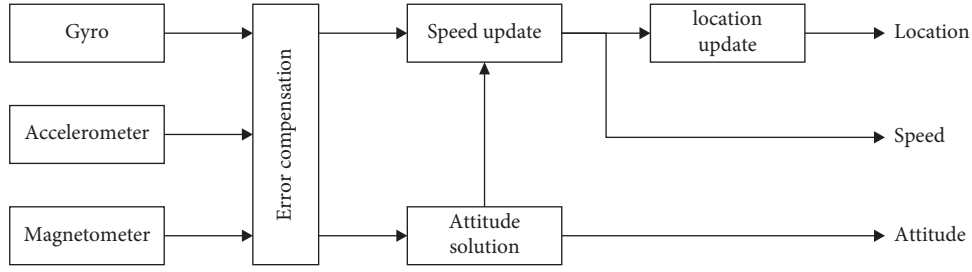 Gyro
Accelerometer
Magnetometer
Error compensation
Speed update
Attitude
solution
location
update
Location
Speed
Attitude